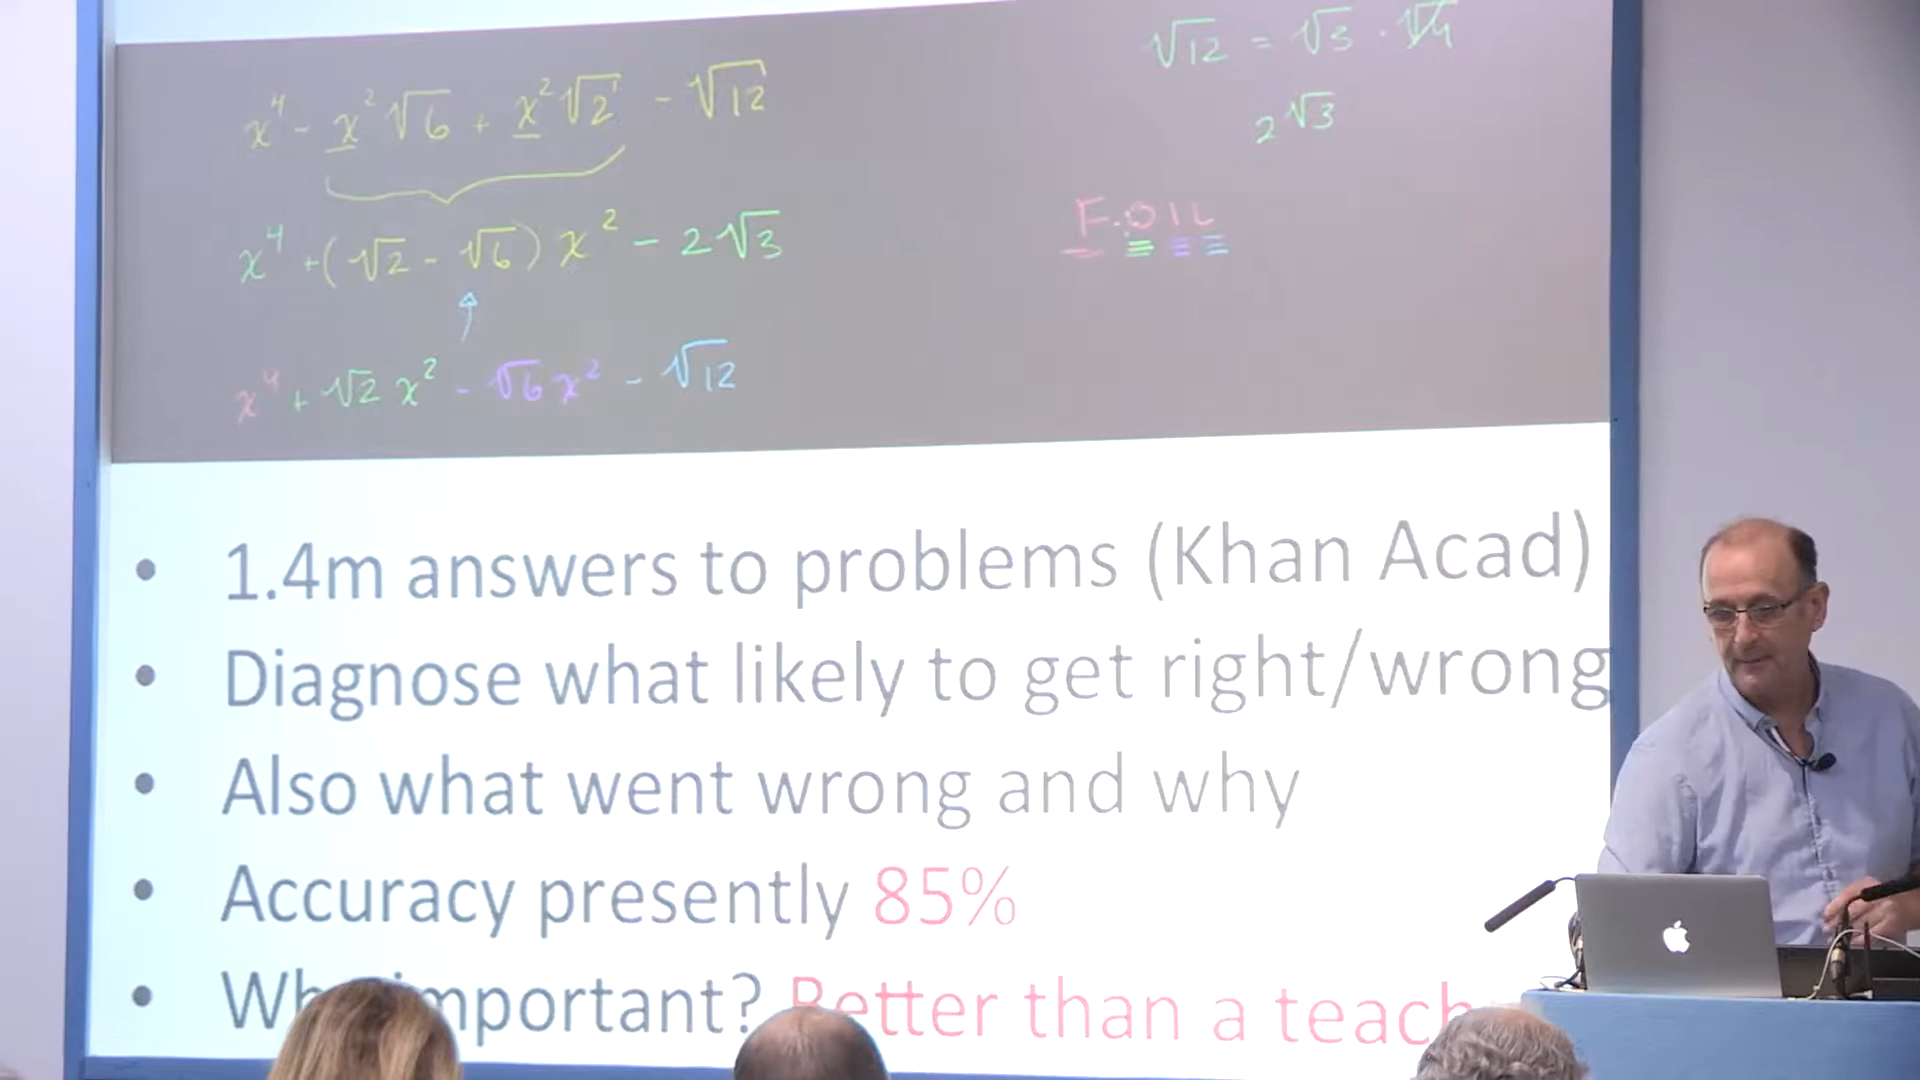 x⁴ - x²√6 + x²√2 - √12
x⁴ + (√2 - √6) x² - 2√3
x⁴ + √2 x² - √6 x² - √12
√12 = √3 · √4
2√3
F.OIL
• 1.4m answers to problems (Khan Acad)
• Diagnose what likely to get right/wrong
• Also what went wrong and why
• Accuracy presently 85%
• important? Better than a